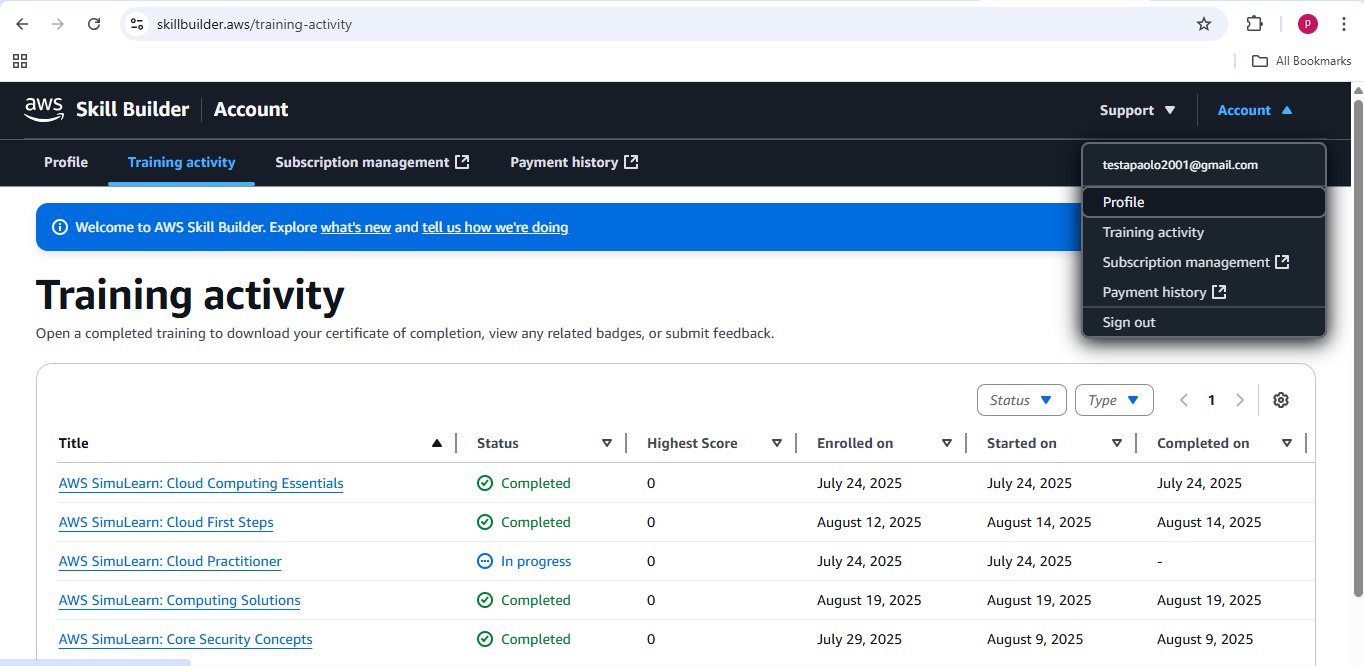 skillbuilder.aws/training-activity
P
All Bookmarks
aws Skill Builder Account
Support
Account
Profile Training activity Subscription management Payment history
testapaolo2001@gmail.com
Profile
Training activity
Subscription management
Payment history
Sign out
Welcome to AWS Skill Builder. Explore what's new and tell us how we're doing
Training activity
Open a completed training to download your certificate of completion, view any related badges, or submit feedback.
Status Type 1
Title Status Highest Score Enrolled on Started on Completed on
AWS SimuLearn: Cloud Computing Essentials Completed 0 July 24, 2025 July 24, 2025 July 24, 2025
AWS SimuLearn: Cloud First Steps Completed 0 August 12, 2025 August 14, 2025 August 14, 2025
AWS SimuLearn: Cloud Practitioner In progress 0 July 24, 2025 July 24, 2025 -
AWS SimuLearn: Computing Solutions Completed 0 August 19, 2025 August 19, 2025 August 19, 2025
AWS SimuLearn: Core Security Concepts Completed 0 July 29, 2025 August 9, 2025 August 9, 2025